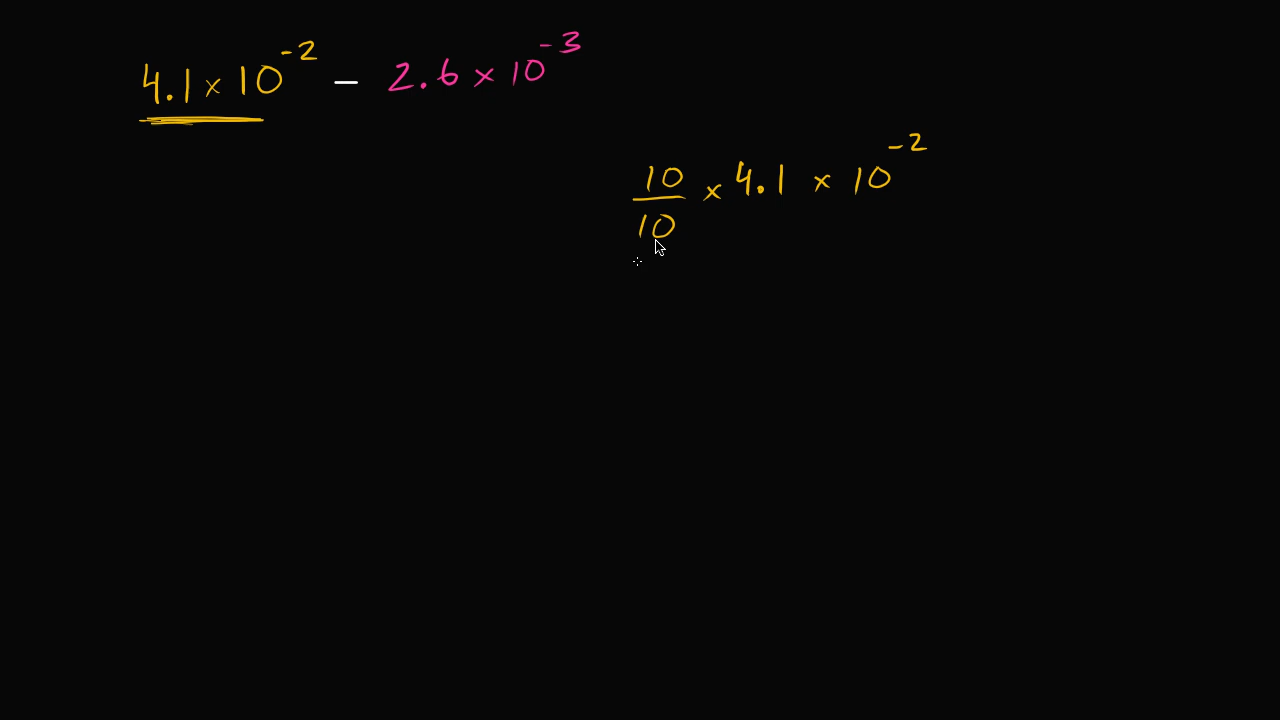 4.1 × 10⁻² − 2.6 × 10⁻³
10/10 × 4.1 × 10⁻²